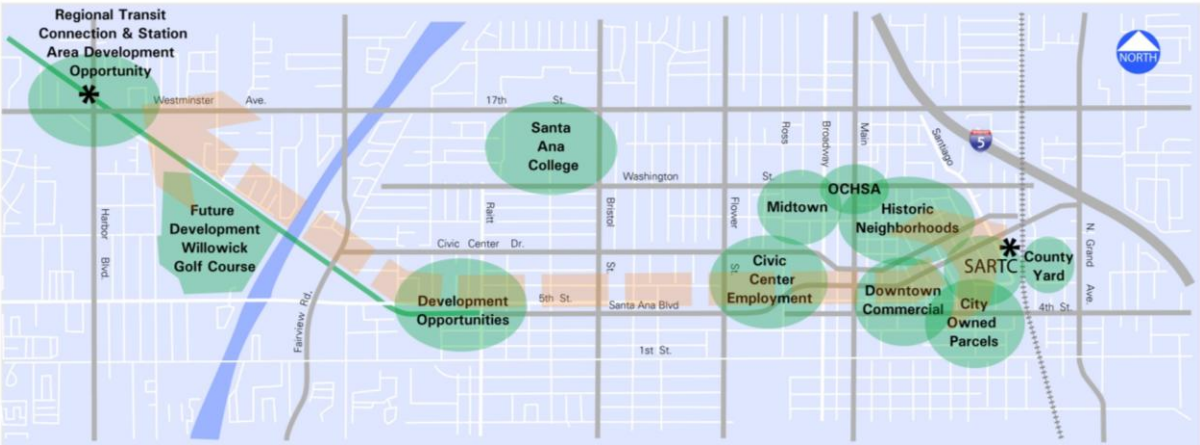 Regional Transit
Connection & Station
Area Development
Opportunity
*
NORTH
Westminster Ave.
17th St.
Santa
Ana
College
Ross
Broadway
Main
Santiago
5
Washington St.
OCHSA
Midtown
Historic
Neighborhoods
Harbor Blvd.
Future
Development
Willowick
Golf Course
Raitt
Bristol St.
Flower St.
Civic Center Dr.
Civic
Center
Employment
*
SARTC
County
Yard
N. Grand Ave.
Fairview Rd.
Development
Opportunities
5th St.
Santa Ana Blvd
Downtown
Commercial
City
Owned
Parcels
4th St.
1st St.